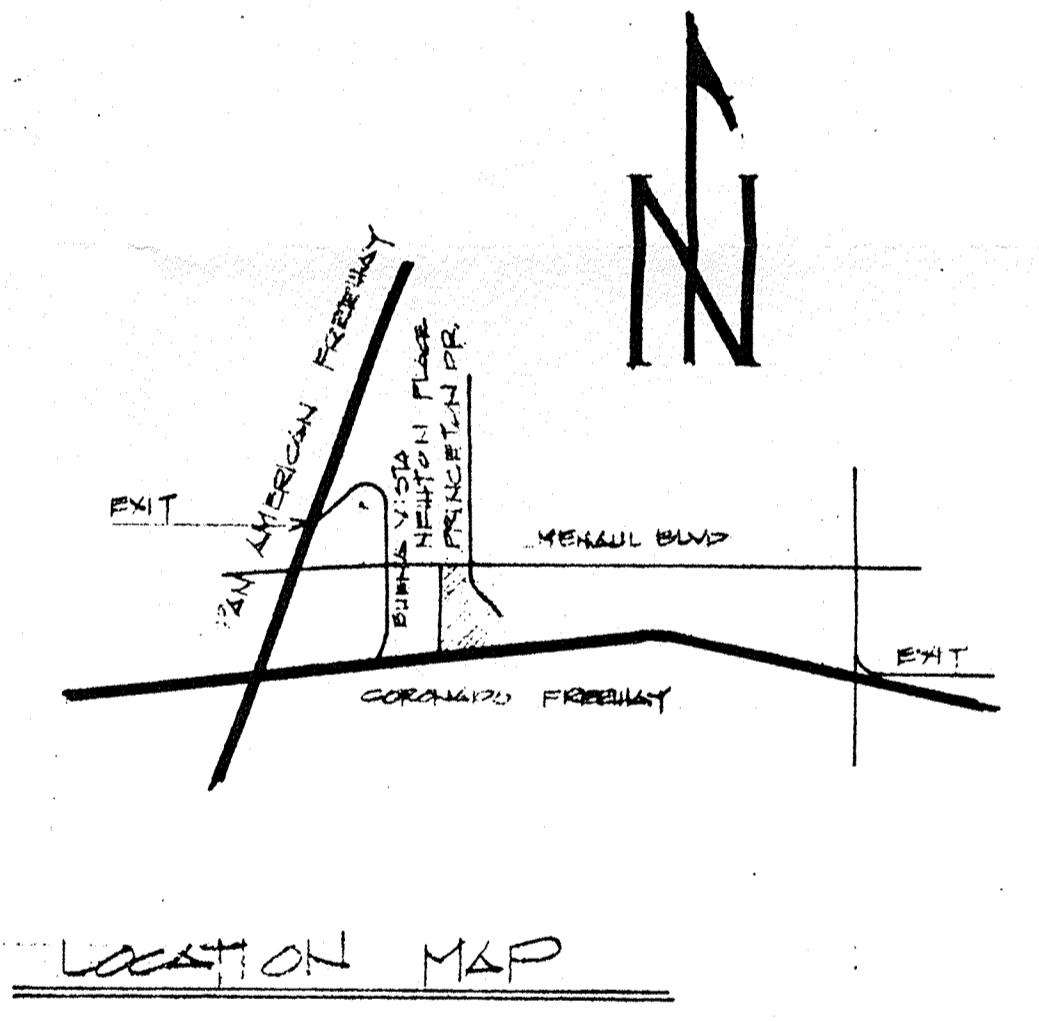 N
PAN AMERICAN FREEWAY
NEWTON PLACE
PRINCETON DR.
BUENA VISTA
EXIT
MENAUL BLVD
EXIT
CORONADO FREEWAY
LOCATION MAP